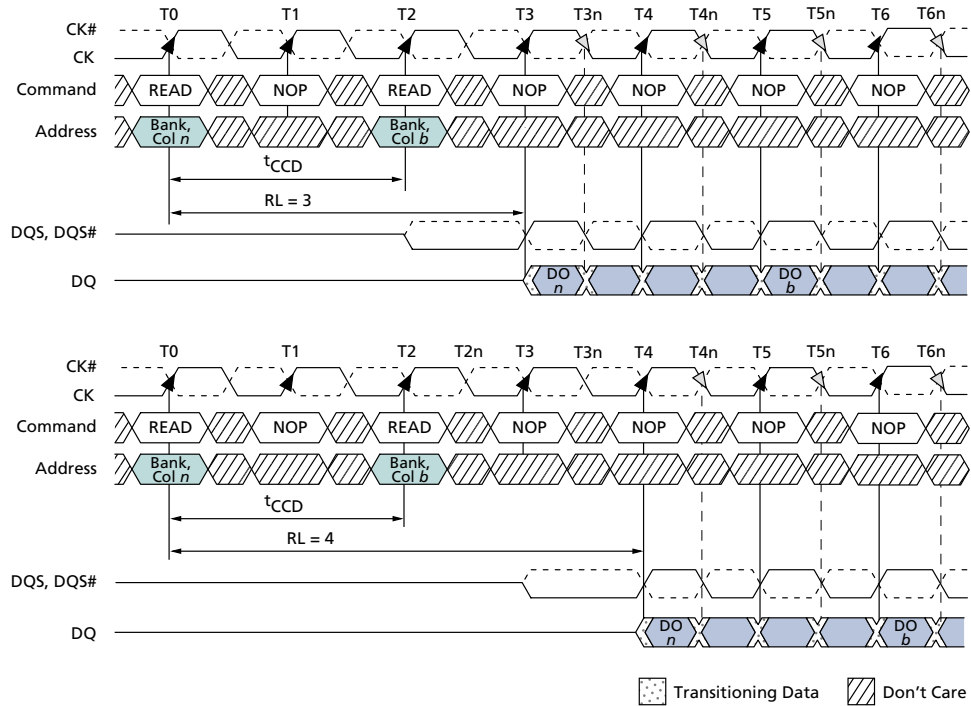 T0 T1 T2 T3 T3n T4 T4n T5 T5n T6 T6n
CK#
CK
Command READ NOP READ NOP NOP NOP NOP
Address Bank, Col n Bank, Col b
tCCD
RL = 3
DQS, DQS#
DQ DO n DO b
T0 T1 T2 T2n T3 T3n T4 T4n T5 T5n T6 T6n
CK#
CK
Command READ NOP READ NOP NOP NOP NOP
Address Bank, Col n Bank, Col b
tCCD
RL = 4
DQS, DQS#
DQ DO n DO b
Transitioning Data Don't Care